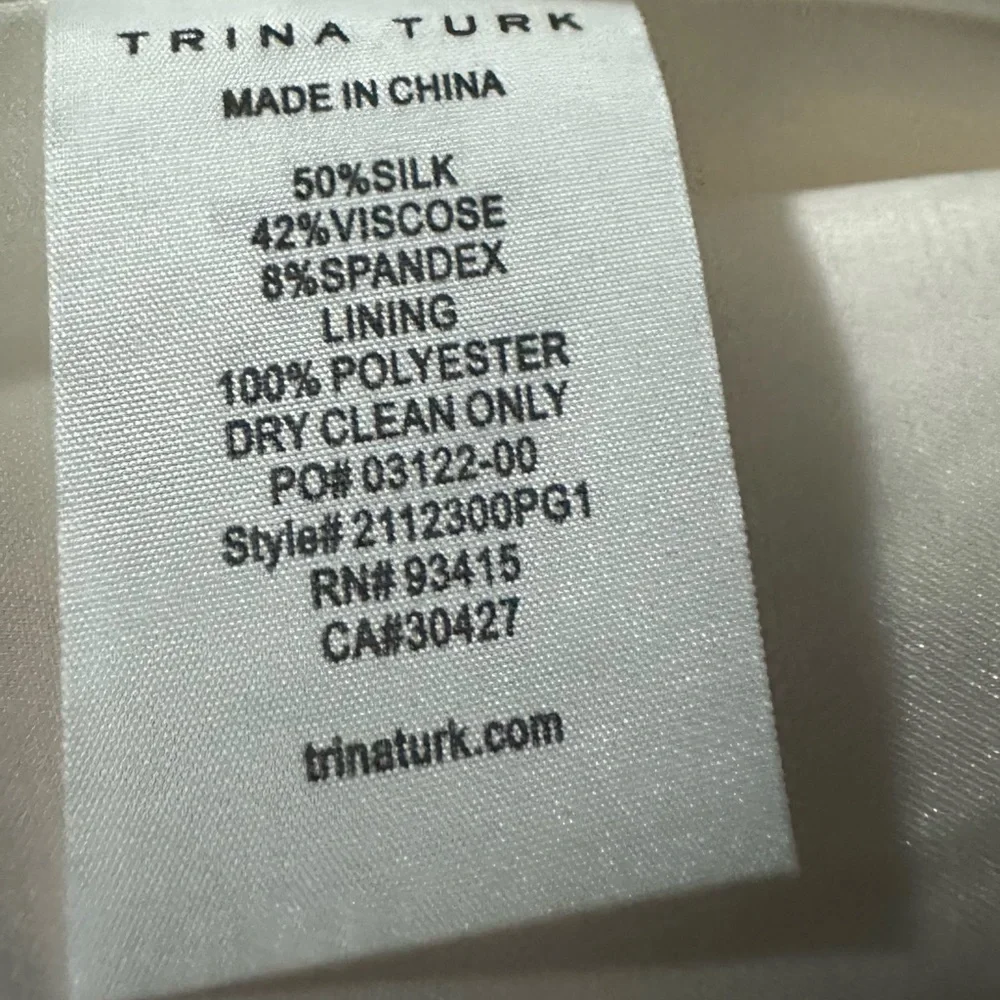 TRINA TURK
MADE IN CHINA
50%SILK
42%VISCOSE
8%SPANDEX
LINING
100% POLYESTER
DRY CLEAN ONLY
PO# 03122-00
Style# 2112300PG1
RN# 93415
CA#30427
trinaturk.com